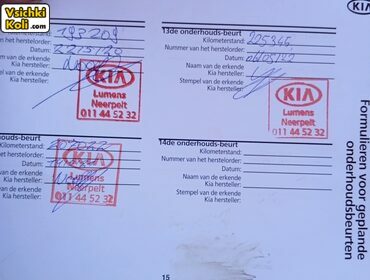 Vsichki
Koli.com
Kilometerstand: 193209
Nummer van het herstelorder:
Datum:
Naam van de erkende
Kia hersteller:
Stempel van de erkende
Kia hersteller:
KIA
Lumens
Neerpelt
011 44 52 32
13de onderhouds-beurt
Kilometerstand: 225345
Nummer van het herstelorder:
Datum:
Naam van de erkende
Kia hersteller:
Stempel van de erkende
Kia hersteller:
KIA
Lumens
Neerpelt
011 44 52 32
houds-beurt
Kilometerstand:
Nummer van het herstelorder:
Datum:
Naam van de erkende
Kia hersteller:
Stempel van de erkende
Kia hersteller:
KIA
Lumens
Neerpelt
011 44 52 32
14de onderhouds-beurt
Kilometerstand:
Nummer van het herstelorder:
Datum:
Naam van de erkende
Kia hersteller:
Stempel van de erkende
Kia hersteller:
15
KIA
Formulieren voor geplande
onderhoudsbeurten